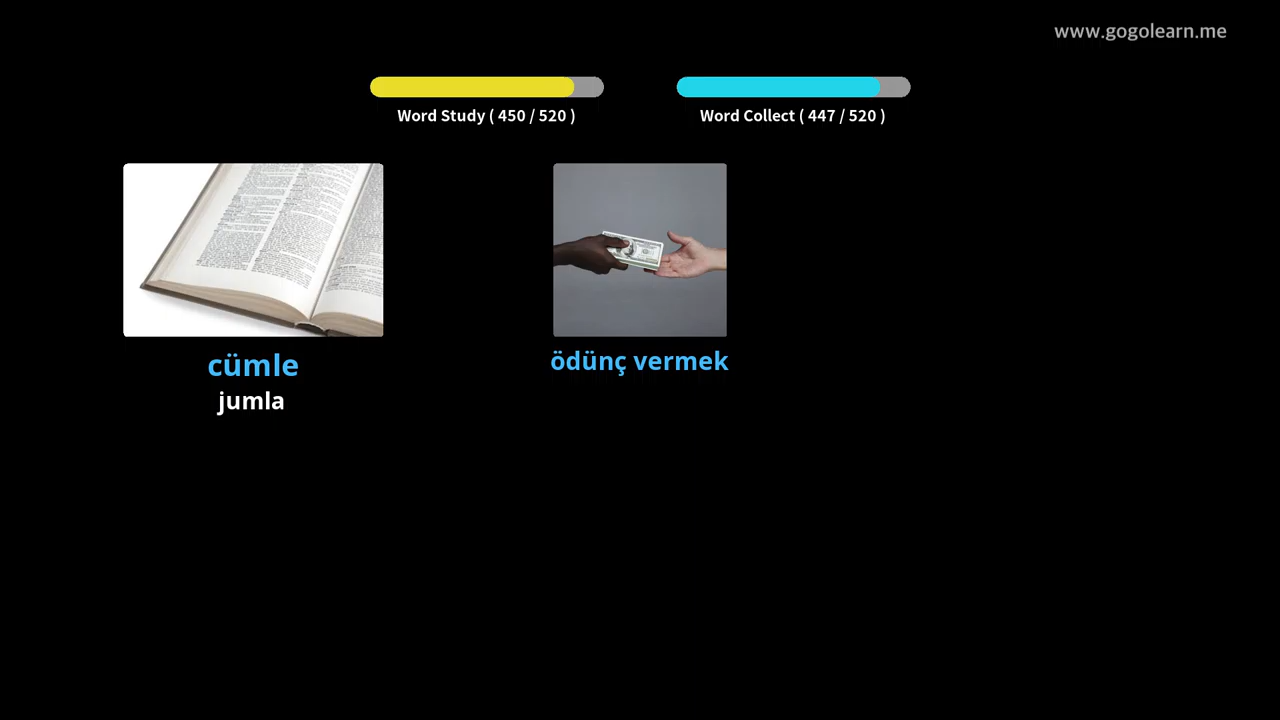 www.gogolearn.me
Word Study ( 450 / 520 )
Word Collect ( 447 / 520 )
cümle
jumla
ödünç vermek